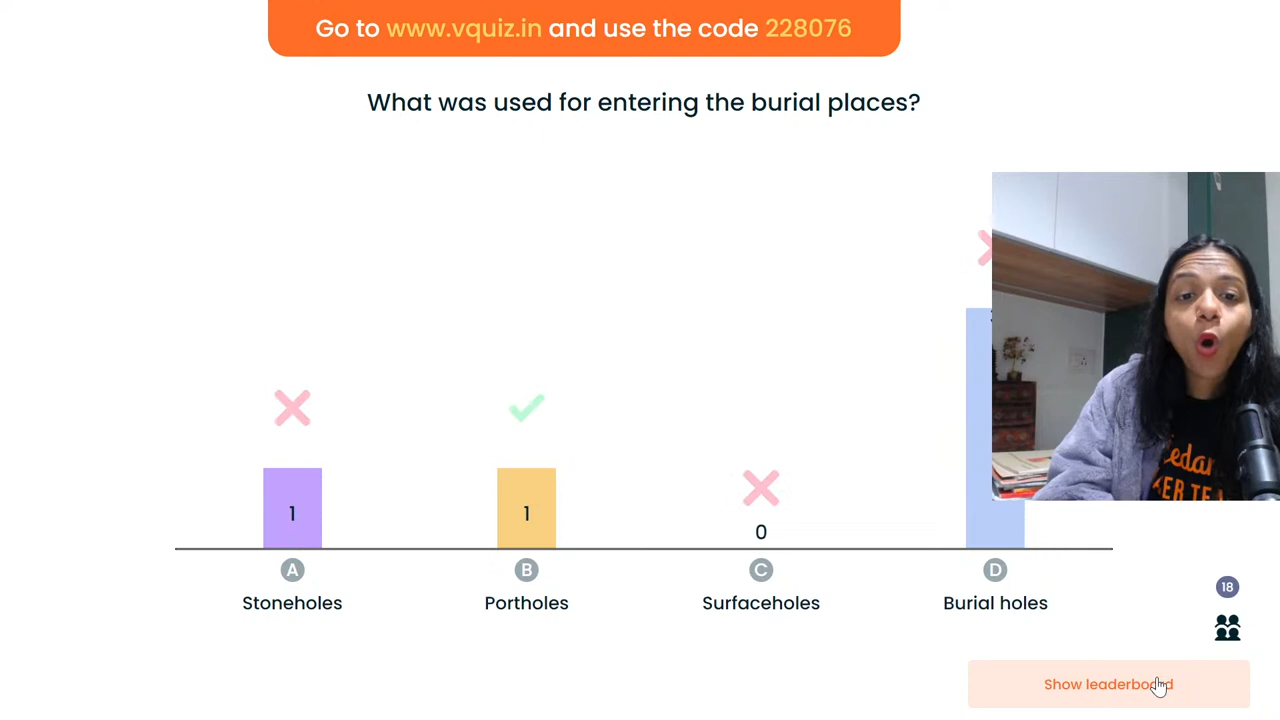 Go to www.vquiz.in and use the code 228076
What was used for entering the burial places?
1
1
0
A
B
C
D
Stoneholes
Portholes
Surfaceholes
Burial holes
18
Show leaderboard